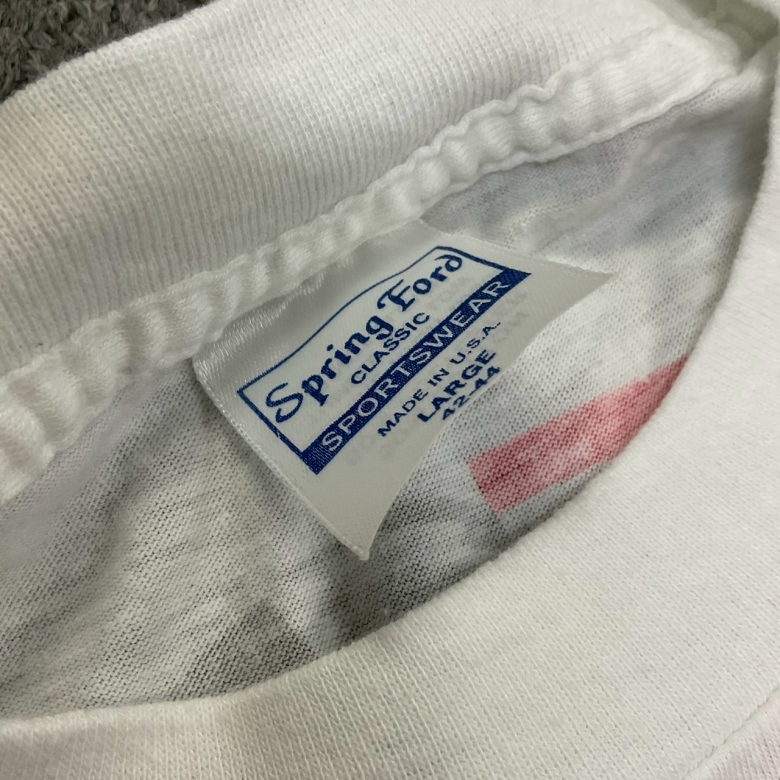 Spring Ford
CLASSIC
SPORTSWEAR
MADE IN U.S.A.
LARGE
42-44